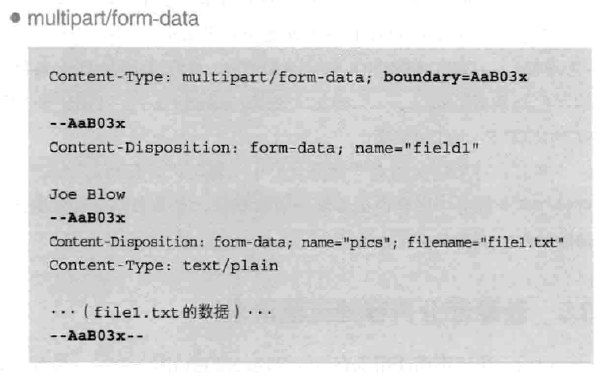 ● multipart/form-data
Content-Type: multipart/form-data; boundary=AaB03x
--AaB03x
Content-Disposition: form-data; name="field1"
Joe Blow
--AaB03x
Content-Disposition: form-data; name="pics"; filename="file1.txt"
Content-Type: text/plain
···（file1.txt的数据）···
--AaB03x--